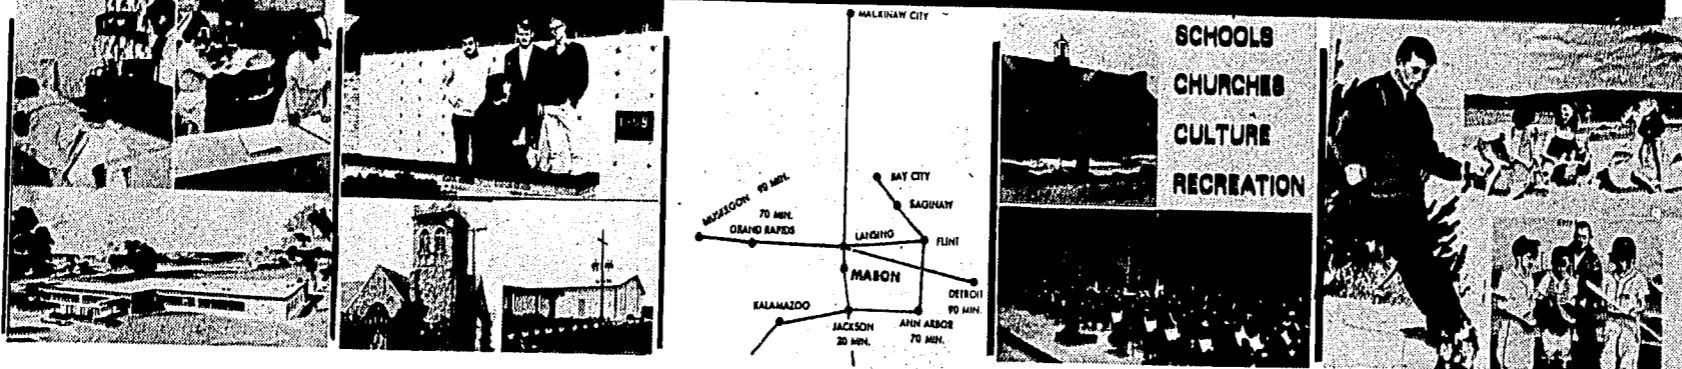 MACKINAW CITY
BAY CITY
SAGINAW
MUSKEGON 90 MIN.
70 MIN.
GRAND RAPIDS
LANSING
FLINT
MASON
DETROIT
90 MIN.
KALAMAZOO
JACKSON
20 MIN.
ANN ARBOR
70 MIN.
SCHOOLS
CHURCHES
CULTURE
RECREATION